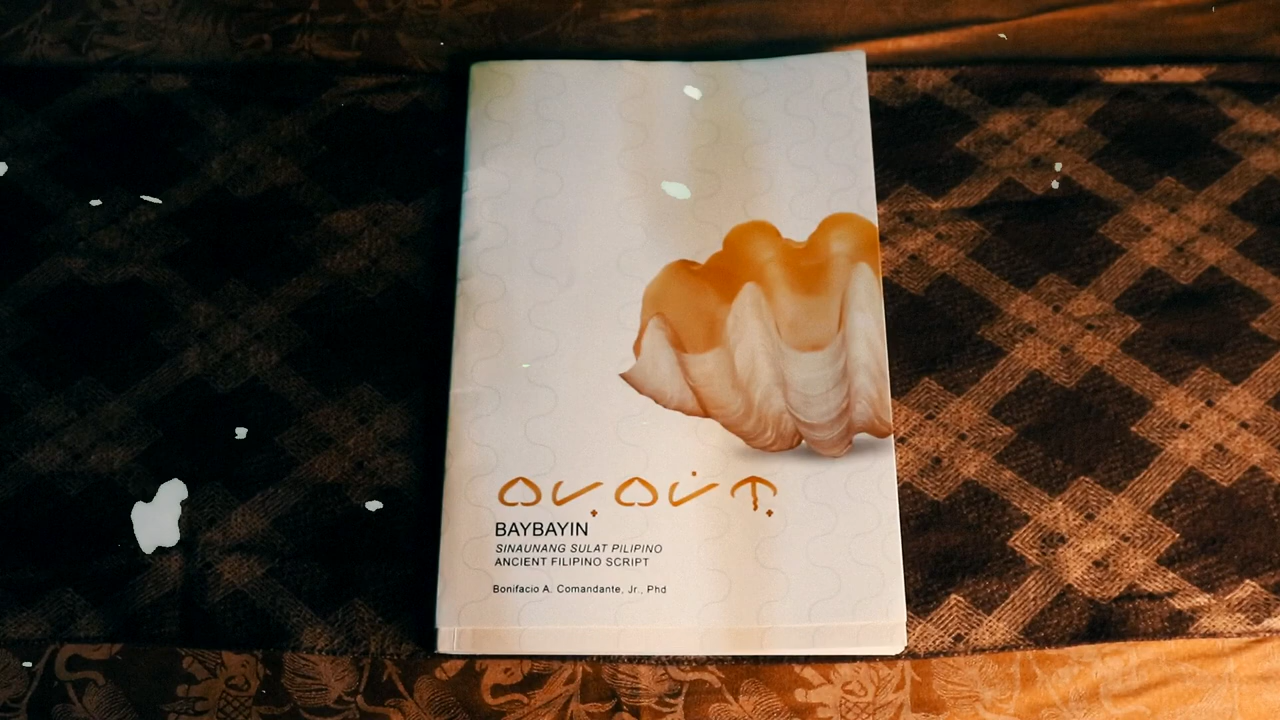 ᜊᜌ᜔ᜊᜌᜒᜈ᜔
BAYBAYIN
SINAUNANG SULAT PILIPINO
ANCIENT FILIPINO SCRIPT
Bonifacio A. Comandante, Jr., Phd